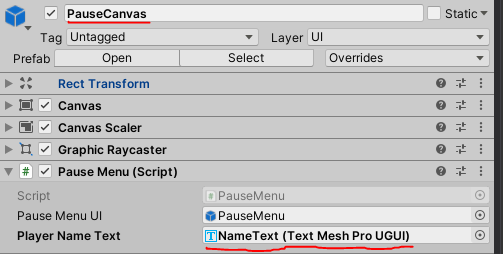 PauseCanvas Static
Tag Untagged Layer UI
Prefab Open Select Overrides
Rect Transform
Canvas
Canvas Scaler
Graphic Raycaster
# Pause Menu (Script)
Script # PauseMenu
Pause Menu UI PauseMenu
Player Name Text T NameText (Text Mesh Pro UGUI)